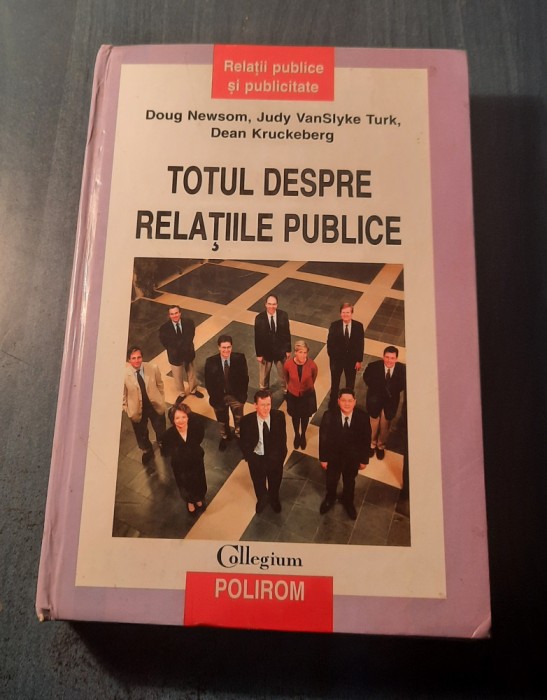 Relații publice
și publicitate
Doug Newsom, Judy VanSlyke Turk,
Dean Kruckeberg
TOTUL DESPRE
RELAȚIILE PUBLICE
Collegium
POLIROM